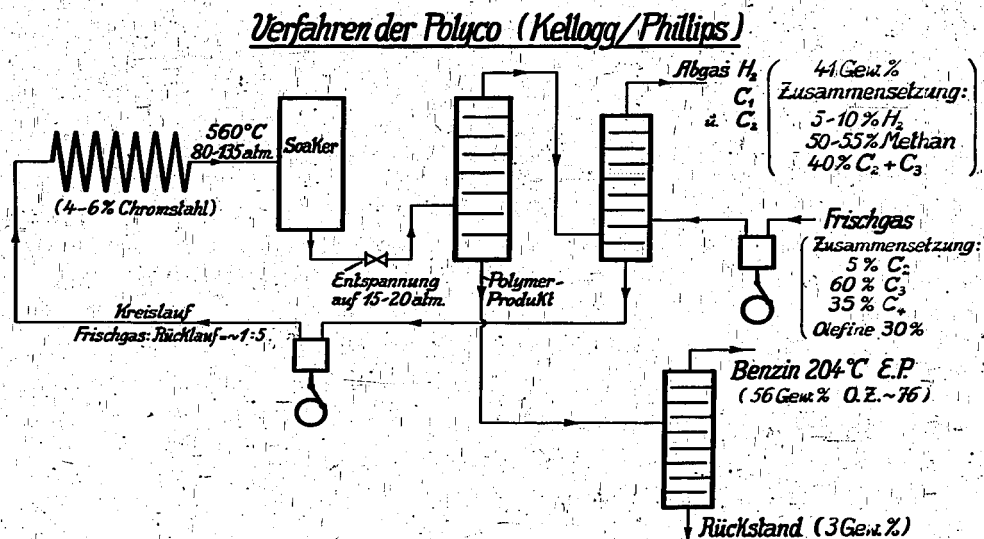 Verfahren der Polyco (Kellogg/Phillips)
Abgas H₂
C₁
u. C₂
41 Gew.%
Zusammensetzung:
5-10% H₂
50-55% Methan
40% C₂ + C₃
560°C
80-135 atm.
Soaker
(4-6% Chromstahl)
Frischgas
Zusammensetzung:
5% C₂
60% C₃
35% C₄
Olefine 30%
Entspannung
auf 15-20 atm.
Polymer-
Produkt
Kreislauf
Frischgas: Rücklauf=~1:5.
Benzin 204°C E.P.
(56 Gew.% O.Z.~76)
Rückstand (3 Gew.%)